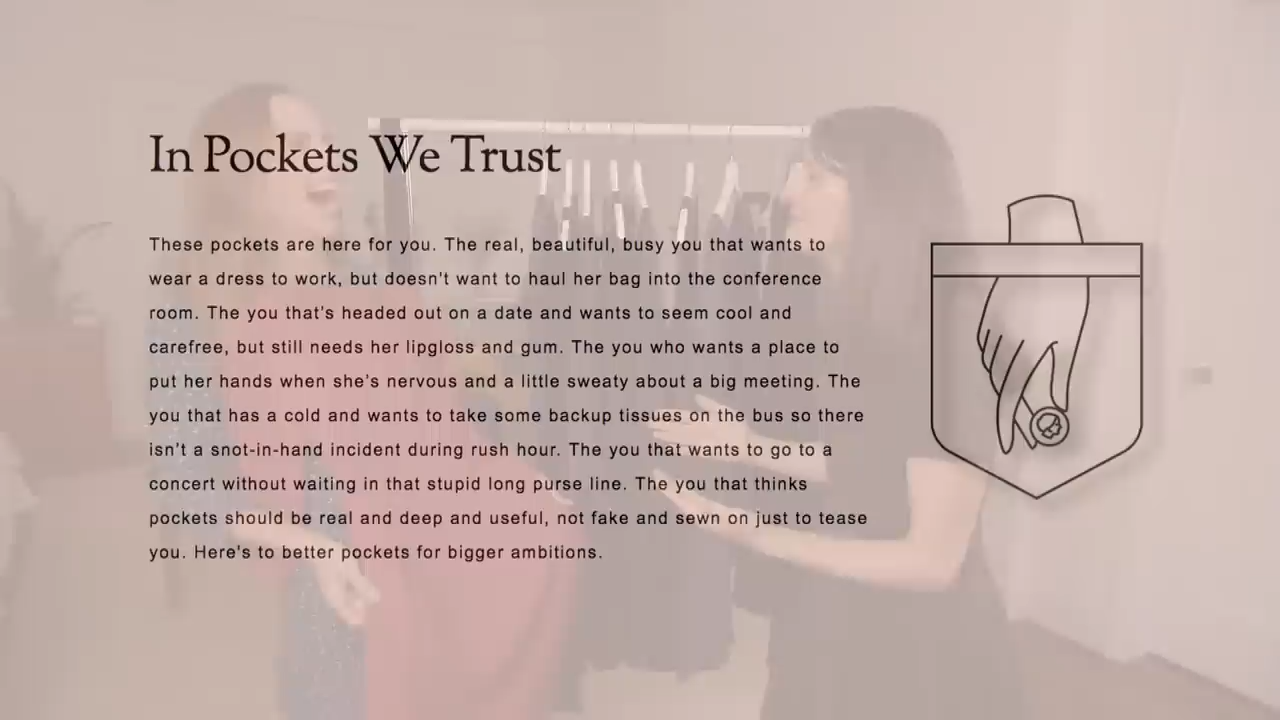 In Pockets We Trust
These pockets are here for you. The real, beautiful, busy you that wants to
wear a dress to work, but doesn't want to haul her bag into the conference
room. The you that's headed out on a date and wants to seem cool and
carefree, but still needs her lipgloss and gum. The you who wants a place to
put her hands when she's nervous and a little sweaty about a big meeting. The
you that has a cold and wants to take some backup tissues on the bus so there
isn't a snot-in-hand incident during rush hour. The you that wants to go to a
concert without waiting in that stupid long purse line. The you that thinks
pockets should be real and deep and useful, not fake and sewn on just to tease
you. Here's to better pockets for bigger ambitions.